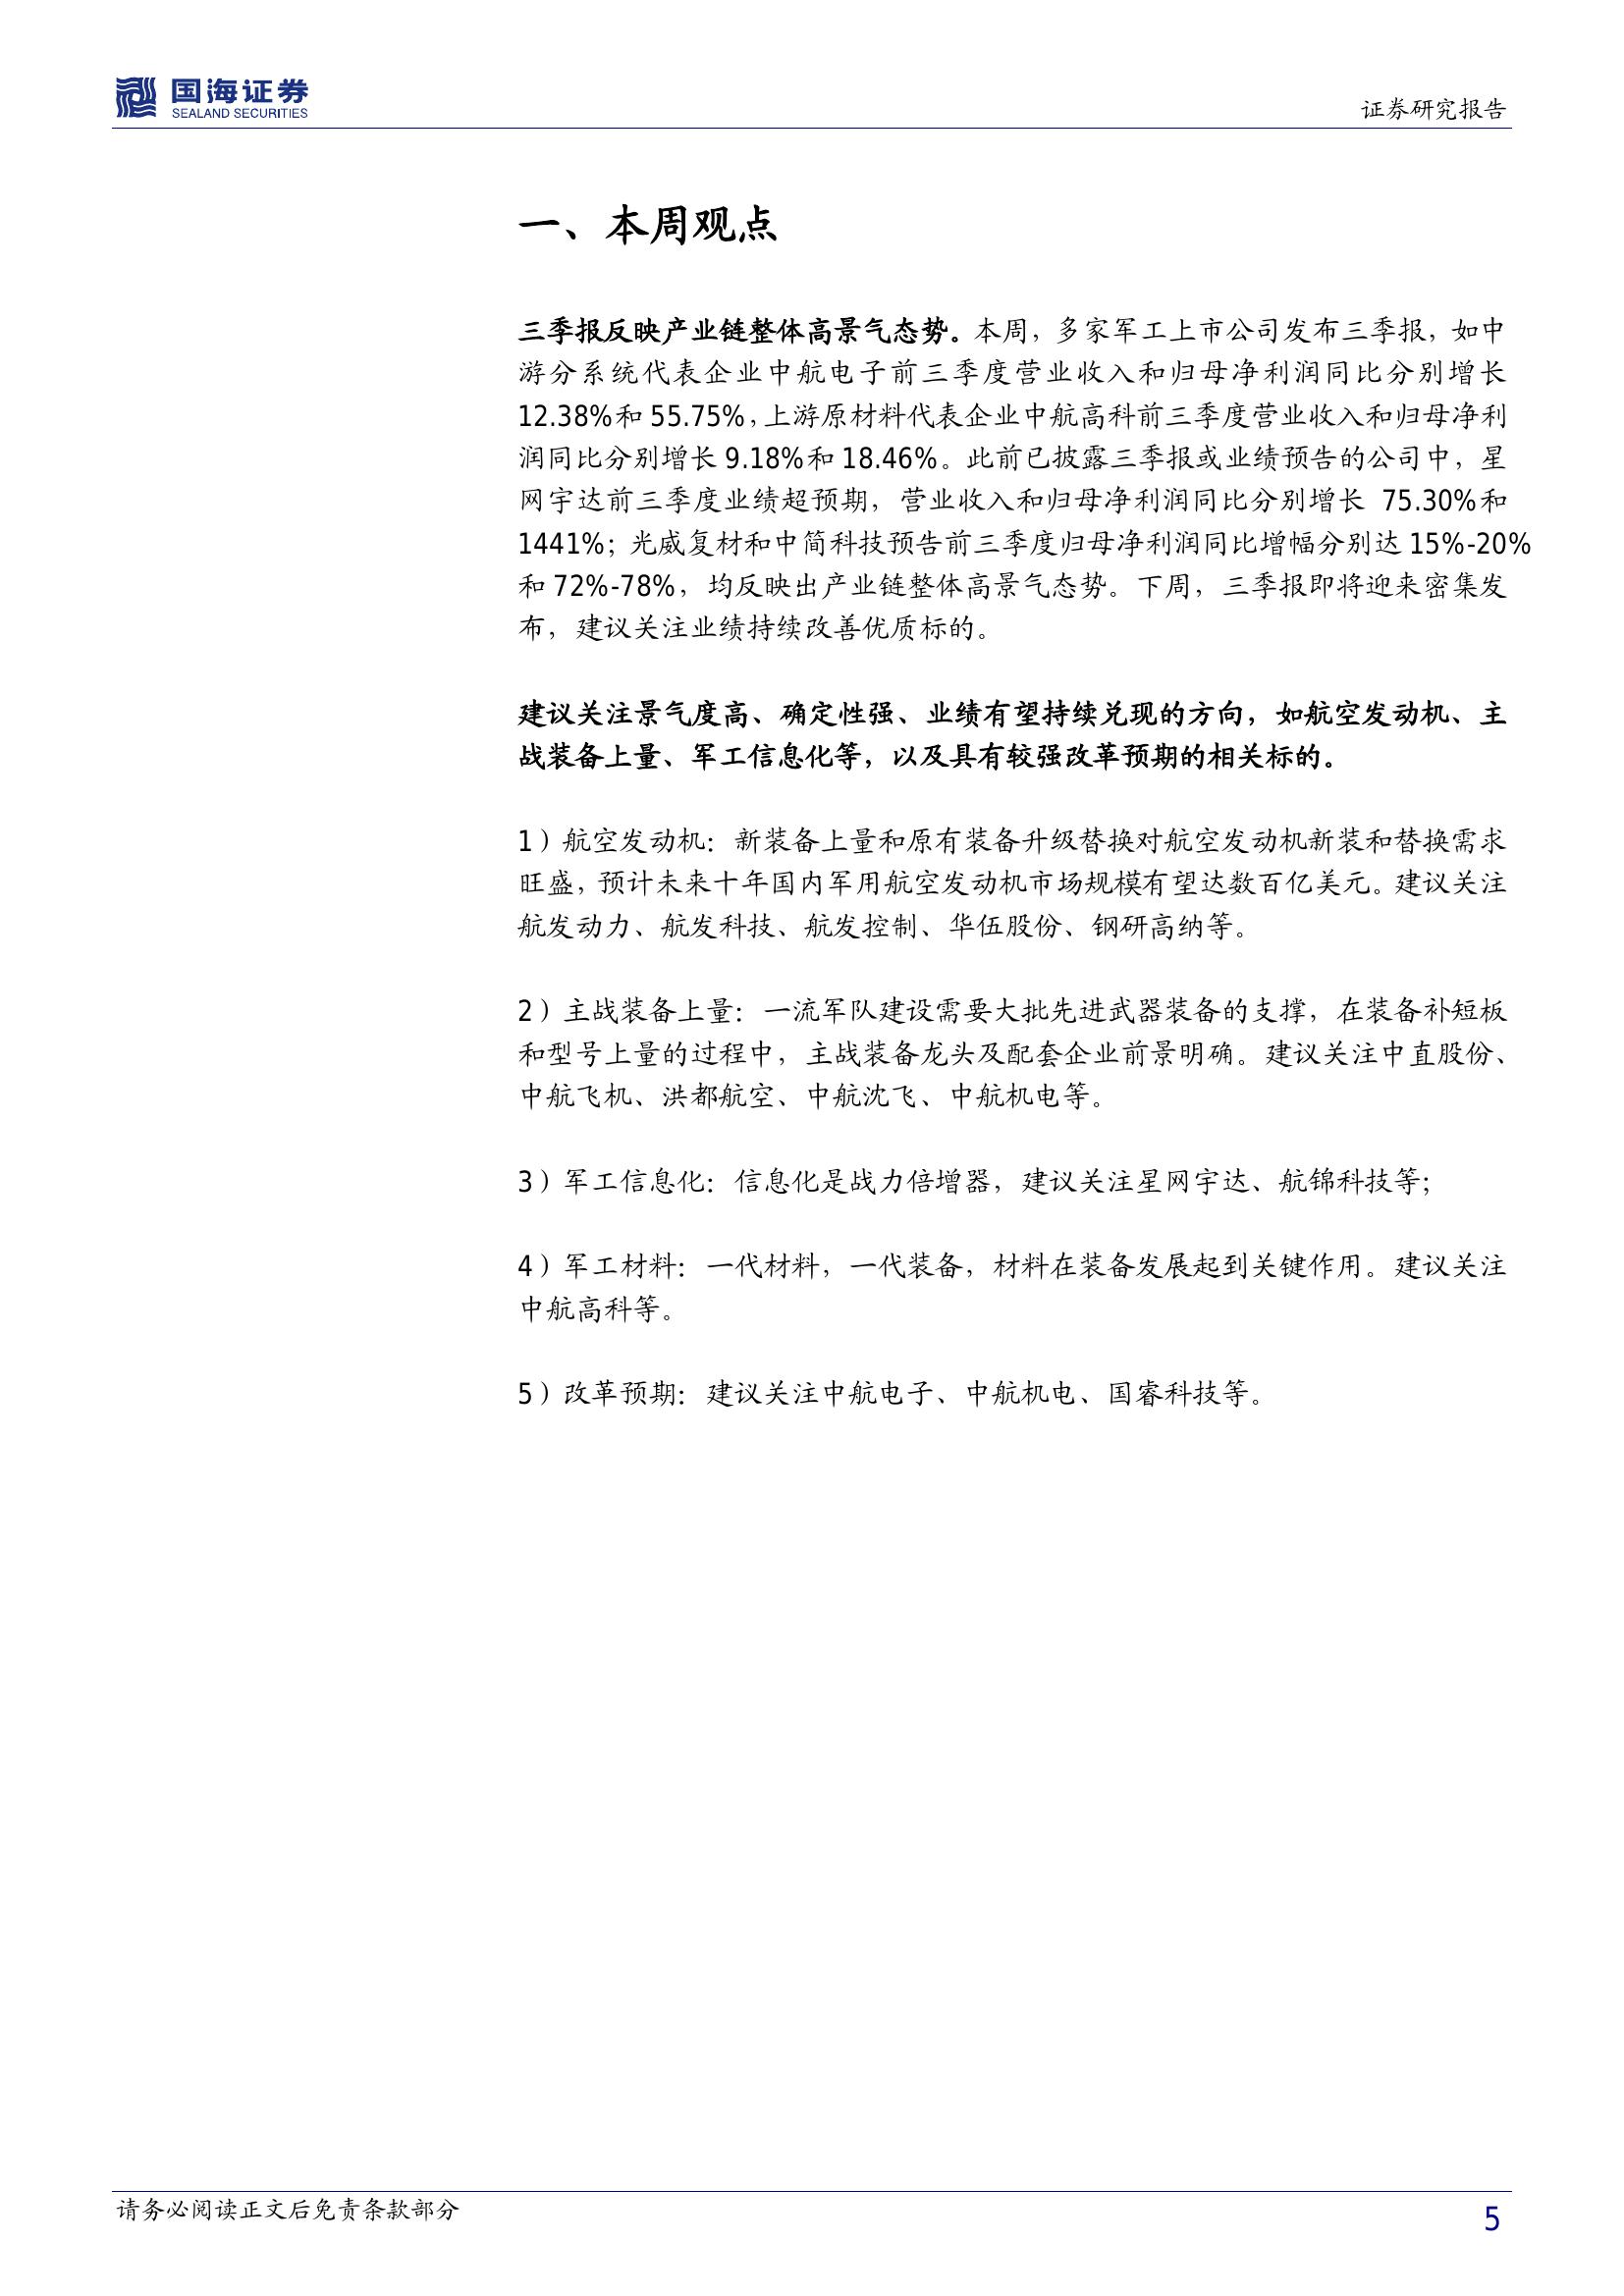 国海证券
SEALAND SECURITIES
证券研究报告
一、本周观点
三季报反映产业链整体高景气态势。本周，多家军工上市公司发布三季报，如中
游分系统代表企业中航电子前三季度营业收入和归母净利润同比分别增长
12.38%和 55.75%，上游原材料代表企业中航高科前三季度营业收入和归母净利
润同比分别增长 9.18%和 18.46%。此前已披露三季报或业绩预告的公司中，星
网宇达前三季度业绩超预期，营业收入和归母净利润同比分别增长 75.30%和
1441%；光威复材和中简科技预告前三季度归母净利润同比增幅分别达 15%-20%
和 72%-78%，均反映出产业链整体高景气态势。下周，三季报即将迎来密集发
布，建议关注业绩持续改善优质标的。
建议关注景气度高、确定性强、业绩有望持续兑现的方向，如航空发动机、主
战装备上量、军工信息化等，以及具有较强改革预期的相关标的。
1）航空发动机：新装备上量和原有装备升级替换对航空发动机新装和替换需求
旺盛，预计未来十年国内军用航空发动机市场规模有望达数百亿美元。建议关注
航发动力、航发科技、航发控制、华伍股份、钢研高纳等。
2）主战装备上量：一流军队建设需要大批先进武器装备的支撑，在装备补短板
和型号上量的过程中，主战装备龙头及配套企业前景明确。建议关注中直股份、
中航飞机、洪都航空、中航沈飞、中航机电等。
3）军工信息化：信息化是战力倍增器，建议关注星网宇达、航锦科技等；
4）军工材料：一代材料，一代装备，材料在装备发展起到关键作用。建议关注
中航高科等。
5）改革预期：建议关注中航电子、中航机电、国睿科技等。
请务必阅读正文后免责条款部分
5